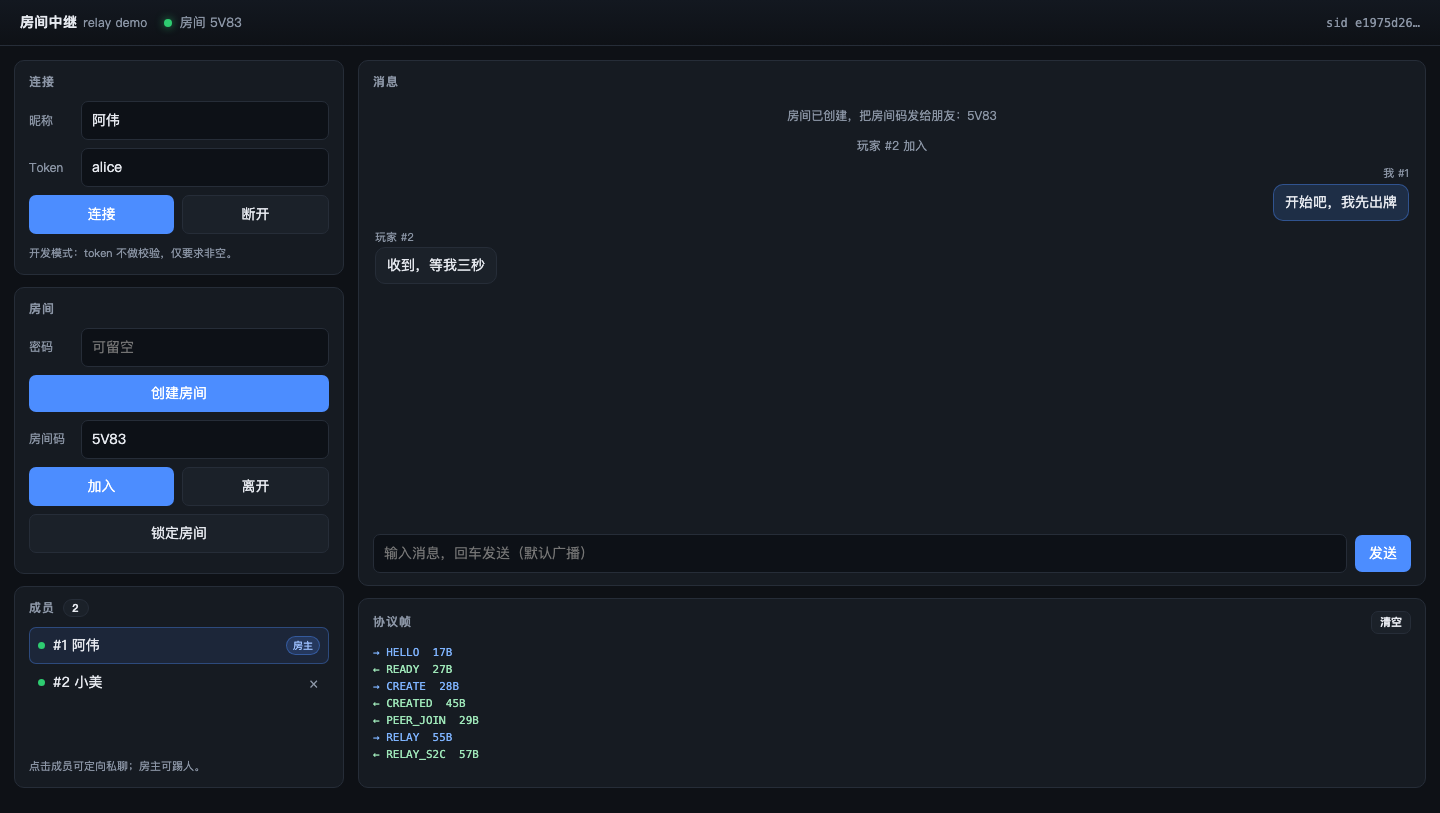 房间中继 relay demo 房间 5V83
sid e1975d26…
连接
昵称 阿伟
Token alice
连接 断开
开发模式：token 不做校验，仅要求非空。
房间
密码 可留空
创建房间
房间码 5V83
加入 离开
锁定房间
成员 2
#1 阿伟 房主
#2 小美 ×
点击成员可定向私聊；房主可踢人。
消息
房间已创建，把房间码发给朋友：5V83
玩家 #2 加入
我 #1
开始吧，我先出牌
玩家 #2
收到，等我三秒
输入消息，回车发送（默认广播） 发送
协议帧 清空
→ HELLO 17B
← READY 27B
→ CREATE 28B
← CREATED 45B
← PEER_JOIN 29B
→ RELAY 55B
← RELAY_S2C 57B